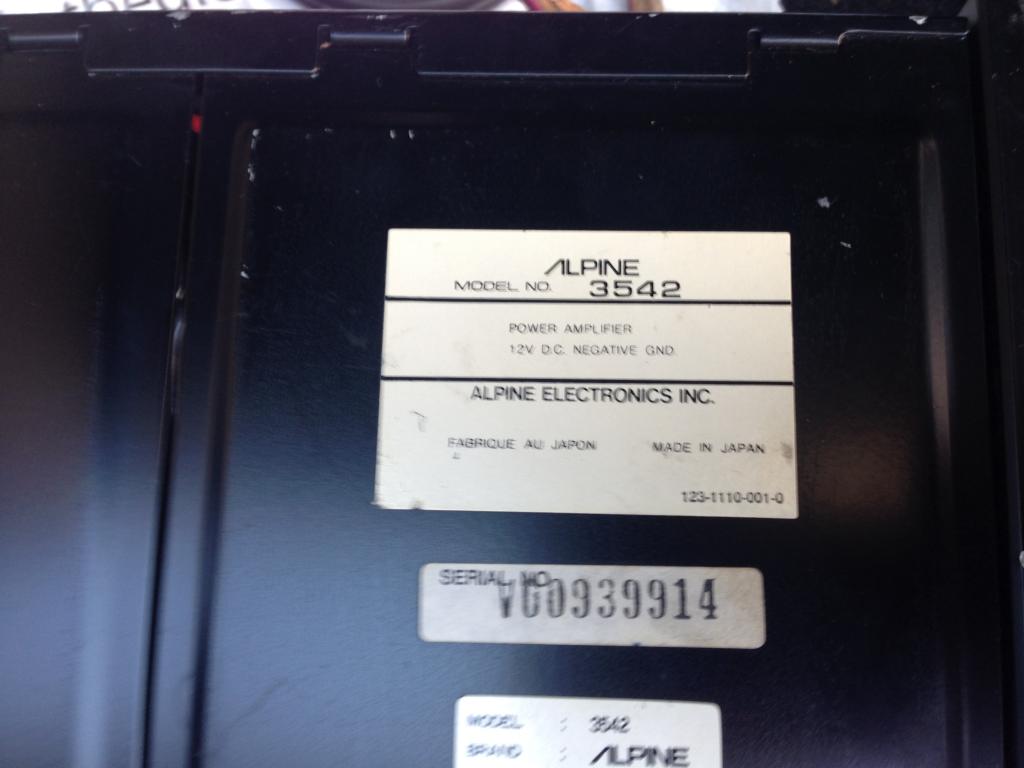 ALPINE
MODEL NO. 3542
POWER AMPLIFIER
12V D.C. NEGATIVE GND.
ALPINE ELECTRONICS INC.
FABRIQUE AU JAPON MADE IN JAPAN
123-1110-001-0
SERIAL NO.
MODEL : 3542
BRAND : ALPINE